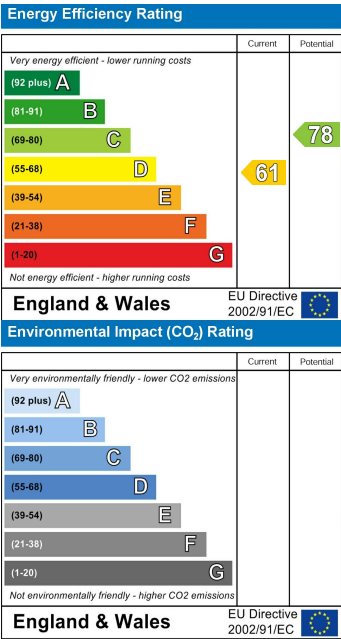 Energy Efficiency Rating
Current Potential
Very energy efficient - lower running costs
(92 plus) A
(81-91) B
(69-80) C
78
(55-68) D
61
(39-54) E
(21-38) F
(1-20) G
Not energy efficient - higher running costs
England & Wales
EU Directive
2002/91/EC
Environmental Impact (CO₂) Rating
Current Potential
Very environmentally friendly - lower CO2 emissions
(92 plus) A
(81-91) B
(69-80) C
(55-68) D
(39-54) E
(21-38) F
(1-20) G
Not environmentally friendly - higher CO2 emissions
England & Wales
EU Directive
2002/91/EC